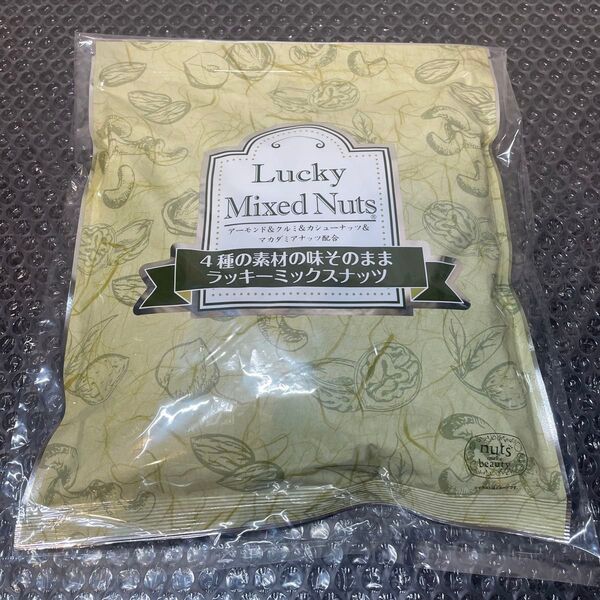 Lucky
Mixed Nuts®
アーモンド&クルミ&カシューナッツ&
マカダミアナッツ配合
4種の素材の味そのまま
ラッキーミックスナッツ
nuts
beauty